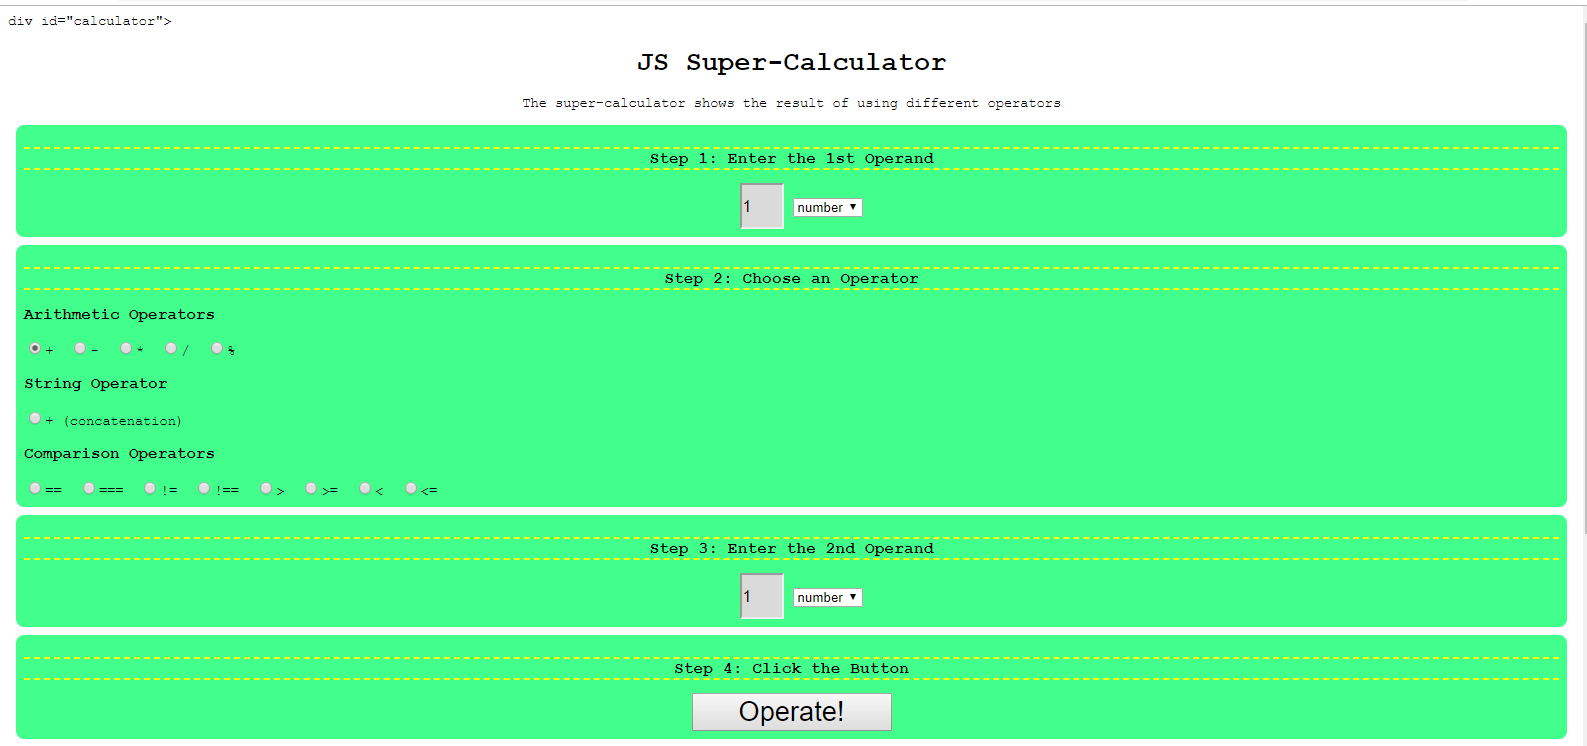 div id="calculator">
JS Super-Calculator
The super-calculator shows the result of using different operators
Step 1: Enter the 1st Operand
1 number
Step 2: Choose an Operator
Arithmetic Operators
+ - * / %
String Operator
+ (concatenation)
Comparison Operators
== === != !== > >= < <=
Step 3: Enter the 2nd Operand
1 number
Step 4: Click the Button
Operate!